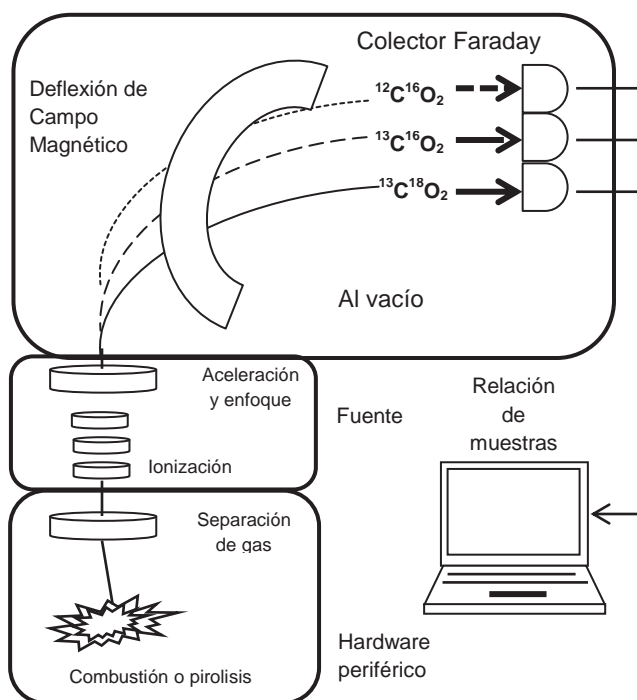 Colector Faraday
Deflexión de
Campo
Magnético
¹²C¹⁶O₂
¹³C¹⁶O₂
¹³C¹⁸O₂
Al vacío
Aceleración
y enfoque
Fuente
Ionización
Relación
de
muestras
Separación
de gas
Combustión o pirolisis
Hardware
periférico